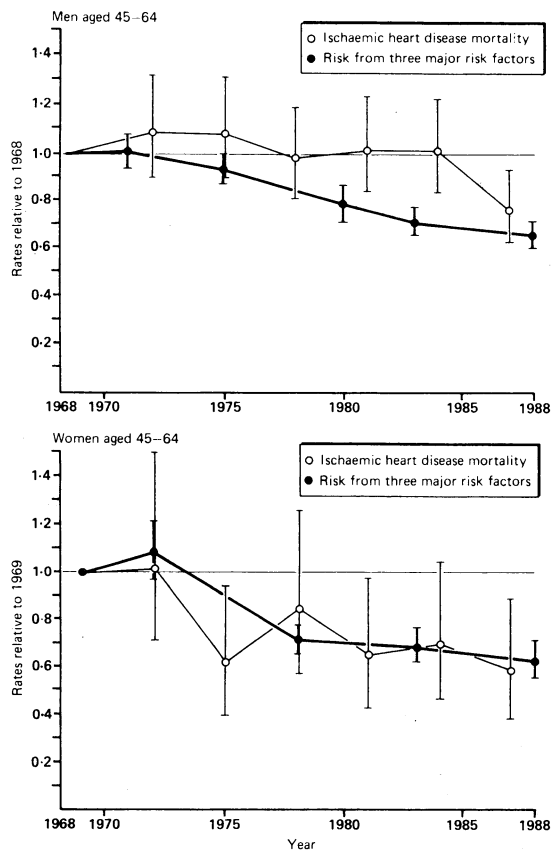 Men aged 45–64
○ Ischaemic heart disease mortality
● Risk from three major risk factors
Rates relative to 1968
1·4
1·2
1·0
0·8
0·6
0·4
0·2
1968 1970 1975 1980 1985 1988
Women aged 45–64
○ Ischaemic heart disease mortality
● Risk from three major risk factors
Rates relative to 1969
1·4
1·2
1·0
0·8
0·6
0·4
0·2
1968 1970 1975 1980 1985 1988
Year